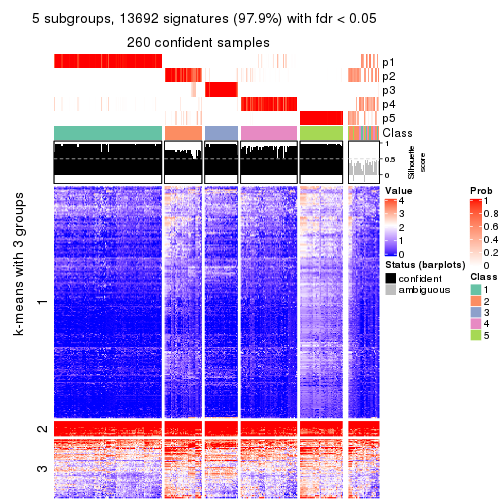 5 subgroups, 13692 signatures (97.9%) with fdr < 0.05
260 confident samples
p1
p2
p3
p4
p5
Class
1
0.5
0
Silhouette
score
k-means with 3 groups
1
2
3
Value
4
3
2
1
0
Status (barplots)
confident
ambiguous
Prob
1
0.8
0.6
0.4
0.2
0
Class
1
2
3
4
5